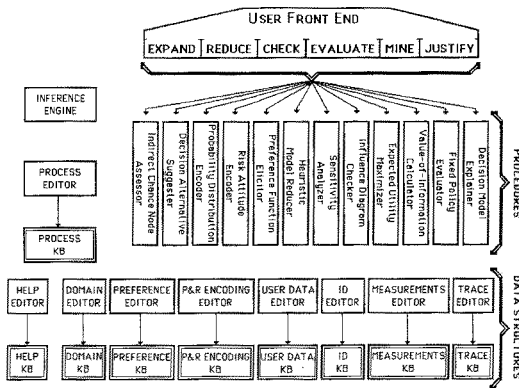 USER FRONT END
EXPAND REDUCE CHECK EVALUATE MINE JUSTIFY
INFERENCE
ENGINE
PROCESS
EDITOR
PROCESS
KB
Indirect Chance Node
Assessor
Decision Alternative
Suggester
Probability Distribution
Encoder
Risk Attitude
Encoder
Preference Function
Elicitor
Heuristic
Model Reducer
Sensitivity
Analyzer
Influence Diagram
Checker
Expected Utility
Maximizer
Value-of-Information
Calculator
Fixed Policy
Evaluator
Decision Model
Explainer
PROCEDURES
HELP
EDITOR
DOMAIN
EDITOR
PREFERENCE
EDITOR
P&R ENCODING
EDITOR
USER DATA
EDITOR
ID
EDITOR
MEASUREMENTS
EDITOR
TRACE
EDITOR
HELP
KB
DOMAIN
KB
PREFERENCE
KB
P&R ENCODING
KB
USER DATA
KB
ID
KB
MEASUREMENTS
KB
TRACE
KB
DATA STRUCTURES